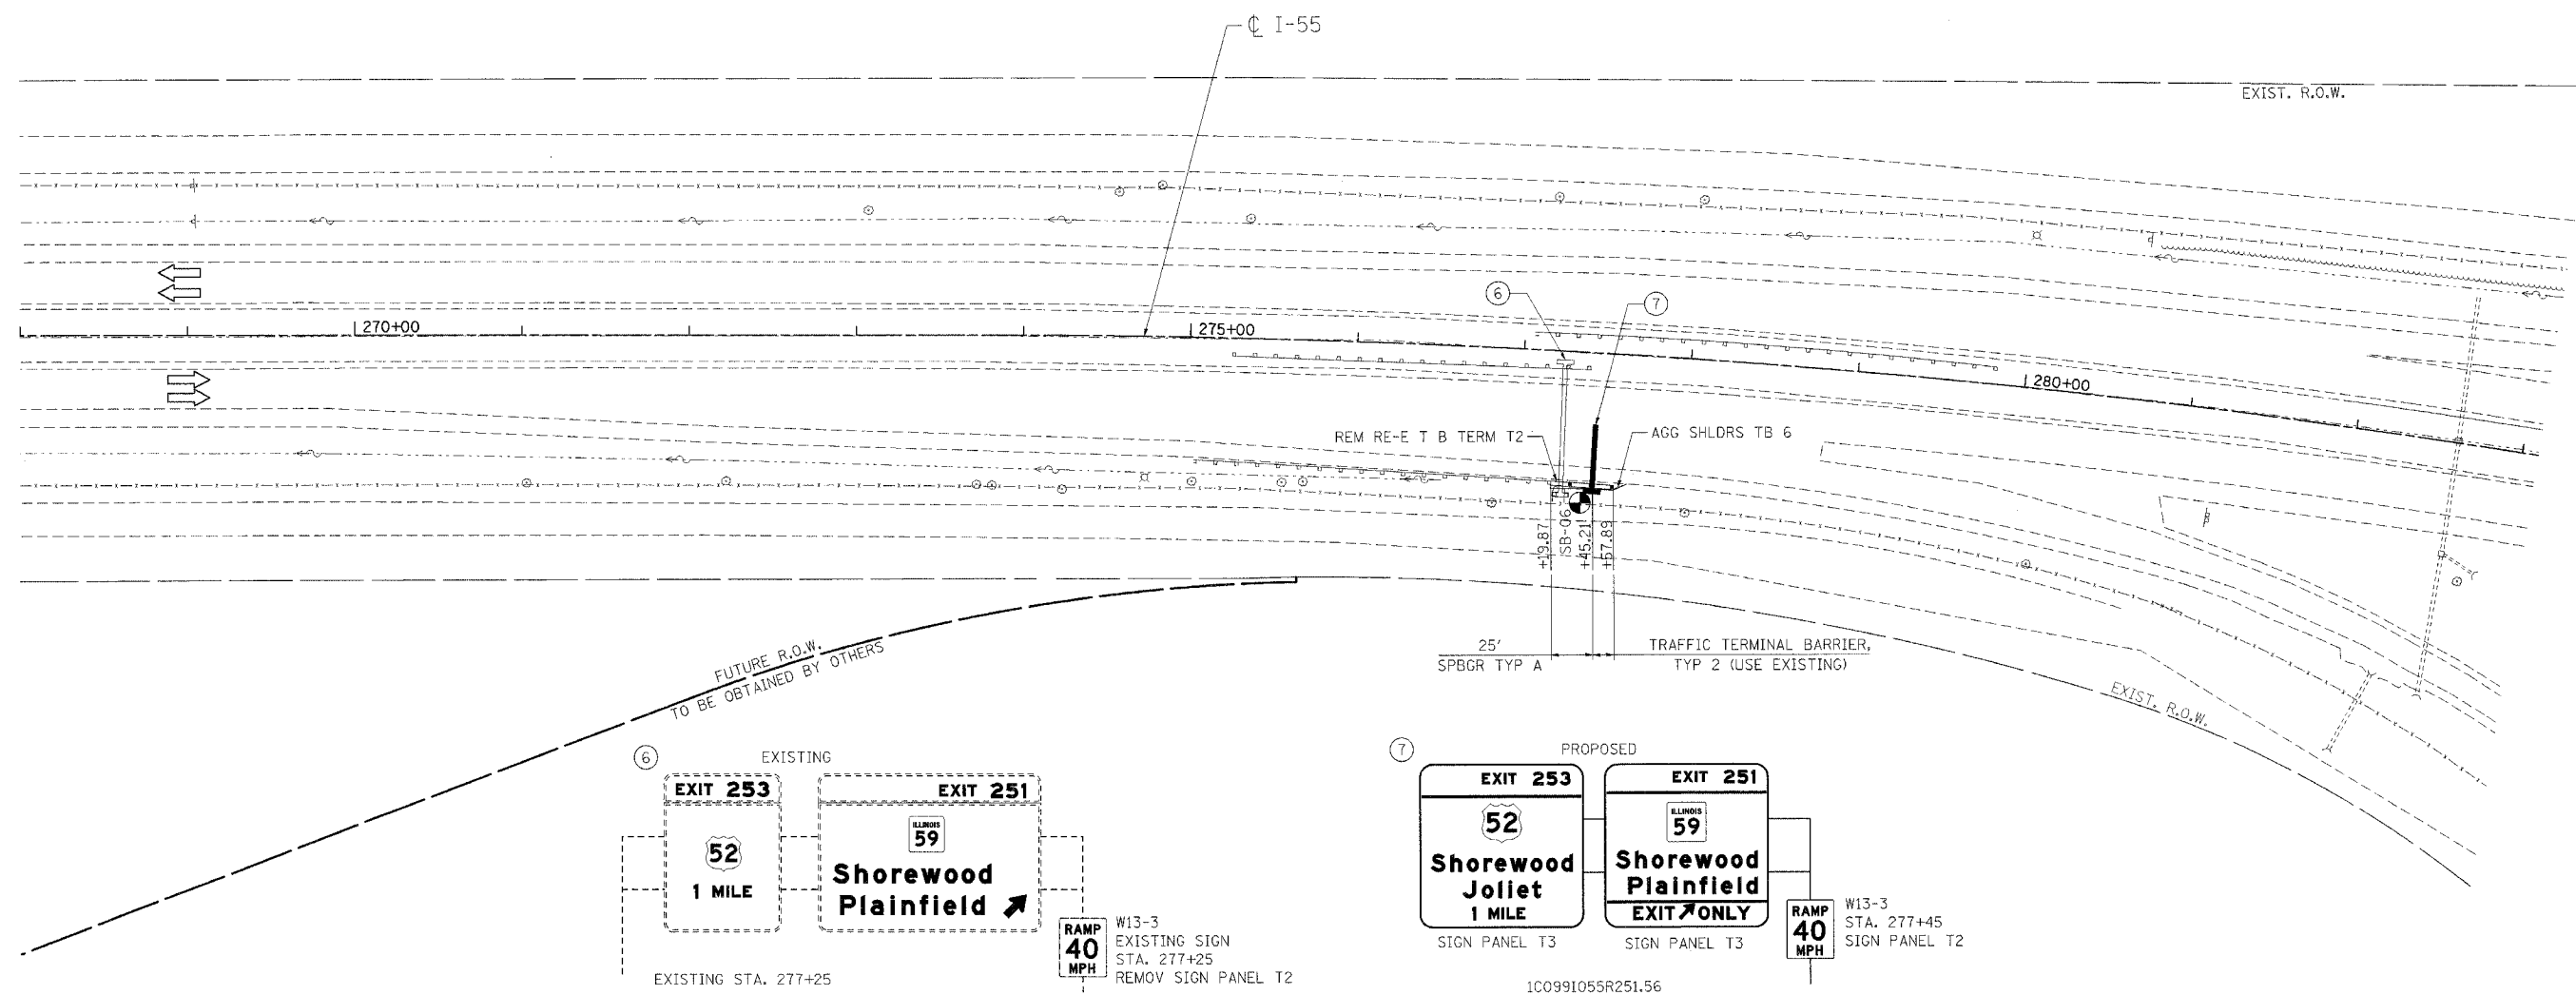 ℄ I-55
EXIST. R.O.W.
6
7
270+00
275+00
280+00
REM RE-E T B TERM T2
AGG SHLDRS TB 6
+19.87
SB-06
+45.21
+57.89
25'
SPBGR TYP A
TRAFFIC TERMINAL BARRIER,
TYP 2 (USE EXISTING)
FUTURE R.O.W.
TO BE OBTAINED BY OTHERS
EXIST. R.O.W.
6
EXISTING
EXIT 253
52
1 MILE
EXIT 251
ILLINOIS
59
Shorewood
Plainfield
RAMP
40
MPH
W13-3
EXISTING SIGN
STA. 277+25
REMOV SIGN PANEL T2
EXISTING STA. 277+25
7
PROPOSED
EXIT 253
52
Shorewood
Joliet
1 MILE
SIGN PANEL T3
EXIT 251
ILLINOIS
59
Shorewood
Plainfield
EXIT ONLY
SIGN PANEL T3
RAMP
40
MPH
W13-3
STA. 277+45
SIGN PANEL T2
1C099I055R251.56